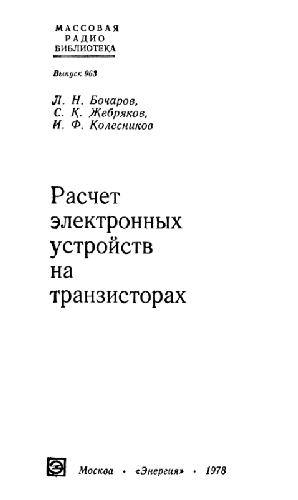 МАССОВАЯ
РАДИО
БИБЛИОТЕКА
Выпуск 963
Л. Н. Бочаров,
С. К. Жебряков,
И. Ф. Колесников
Расчет
электронных
устройств
на
транзисторах
Москва · «Энергия» · 1978